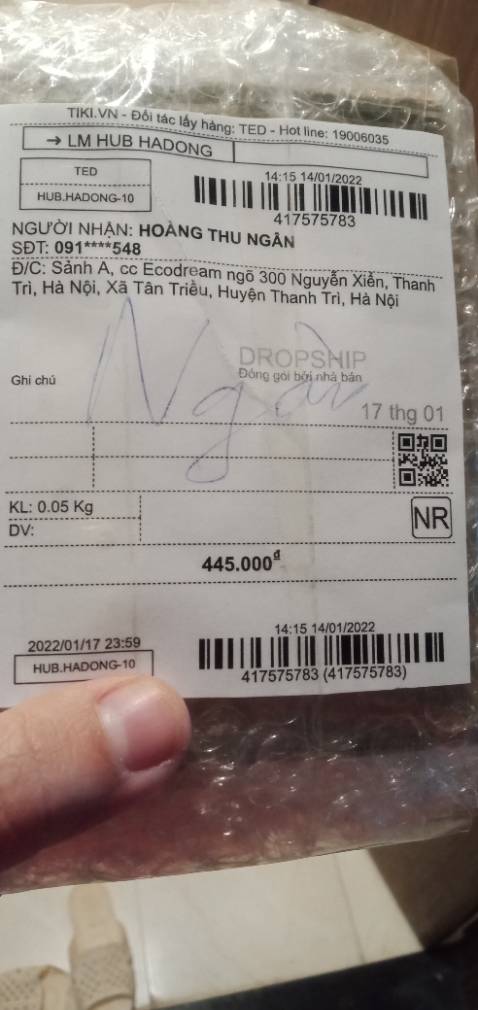 TIKI.VN - Đối tác lấy hàng: TED - Hot line: 19006035
→ LM HUB HADONG
TED
HUB.HADONG-10
14:15 14/01/2022
417575783
NGƯỜI NHẬN: HOÀNG THU NGÂN
SĐT: 091****548
Đ/C: Sảnh A, cc Ecodream ngõ 300 Nguyễn Xiển, Thanh
Trì, Hà Nội, Xã Tân Triều, Huyện Thanh Trì, Hà Nội
DROPSHIP
Đóng gói bởi nhà bán
Ghi chú
Ngân
17 thg 01
KL: 0.05 Kg
DV:
NR
445.000đ
2022/01/17 23:59
HUB.HADONG-10
14:15 14/01/2022
417575783 (417575783)